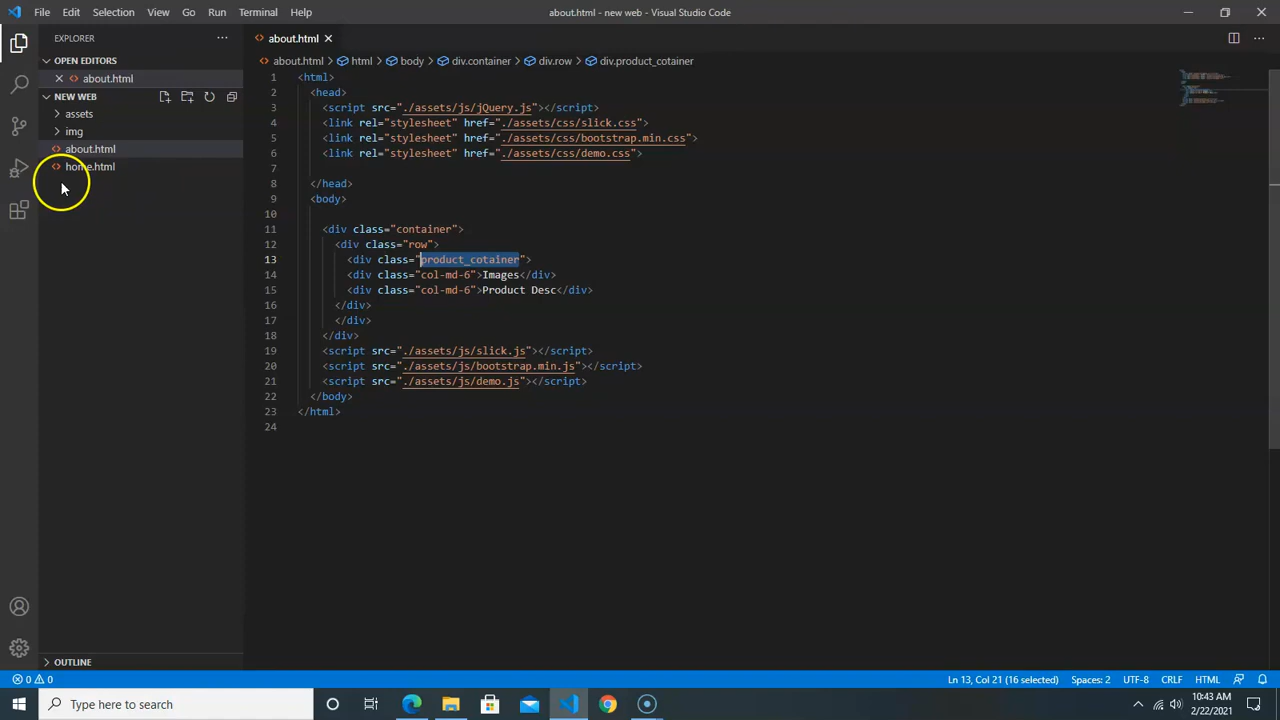 File Edit Selection View Go Run Terminal Help
about.html - new web - Visual Studio Code
EXPLORER
OPEN EDITORS
about.html
NEW WEB
assets
img
about.html
home.html
OUTLINE
about.html
about.html > html > body > div.container > div.row > div.product_cotainer
1 <html>
2 <head>
3 <script src="./assets/js/jQuery.js"></script>
4 <link rel="stylesheet" href="./assets/css/slick.css">
5 <link rel="stylesheet" href="./assets/css/bootstrap.min.css">
6 <link rel="stylesheet" href="./assets/css/demo.css">
7
8 </head>
9 <body>
10
11 <div class="container">
12 <div class="row">
13 <div class="product_cotainer">
14 <div class="col-md-6">Images</div>
15 <div class="col-md-6">Product Desc</div>
16 </div>
17 </div>
18 </div>
19 <script src="./assets/js/slick.js"></script>
20 <script src="./assets/js/bootstrap.min.js"></script>
21 <script src="./assets/js/demo.js"></script>
22 </body>
23 </html>
24
0 0
Ln 13, Col 21 (16 selected) Spaces: 2 UTF-8 CRLF HTML
Type here to search
10:43 AM
2/22/2021